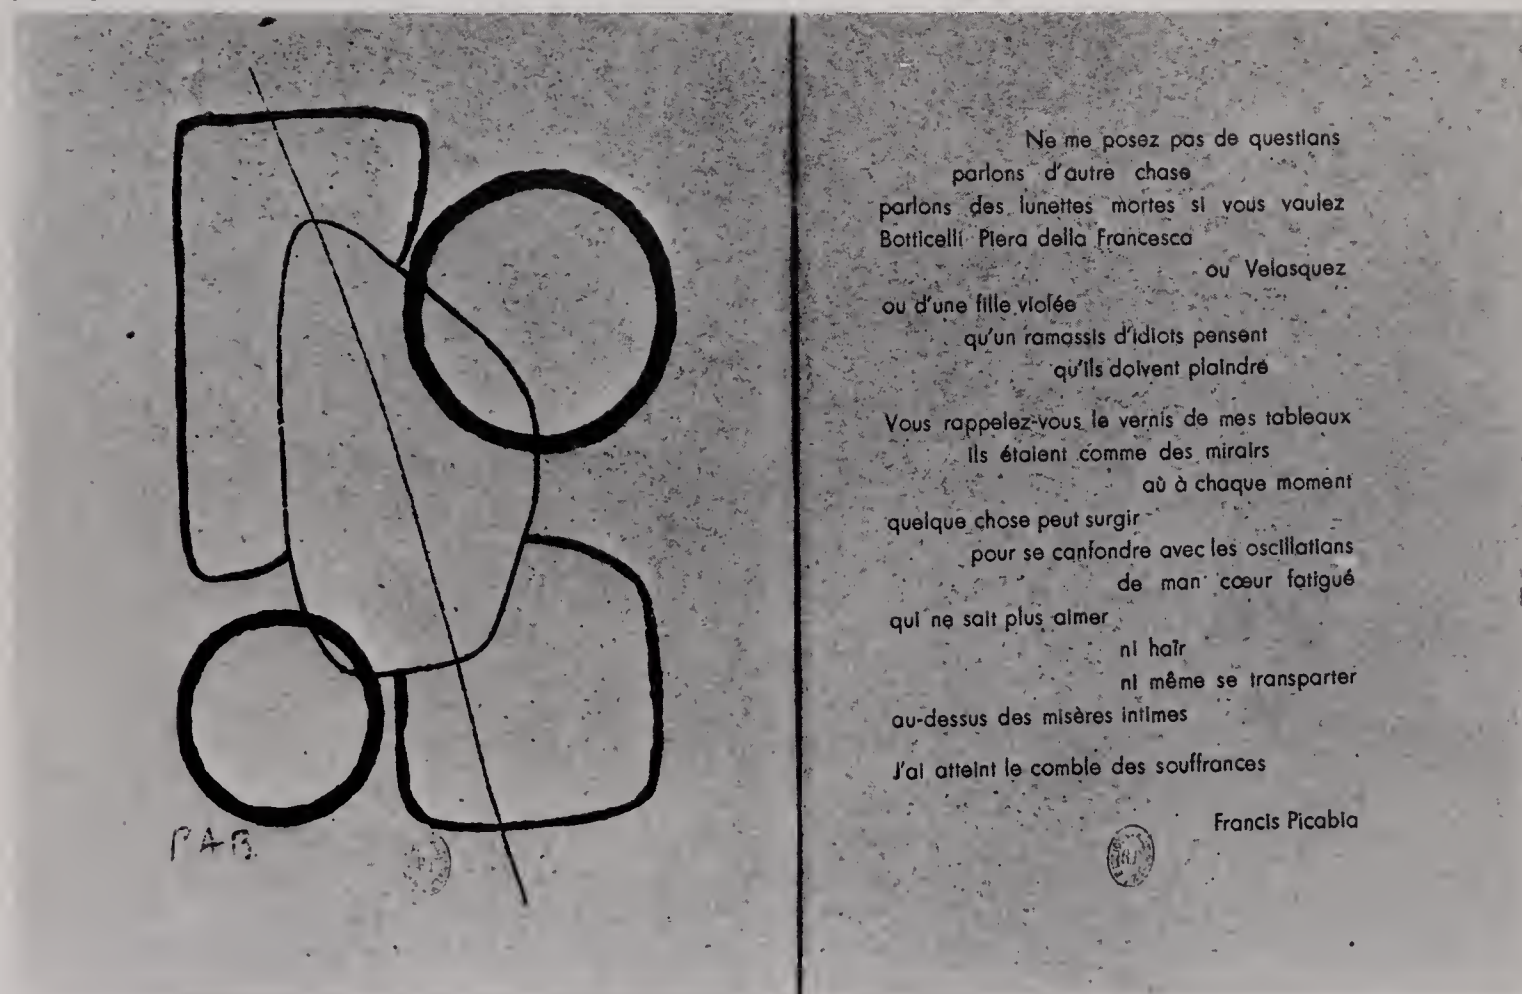 PAB
Ne me posez pas de questions
parlons d'autre chose
parlons des lunettes mortes si vous voulez
Botticelli Piero della Francesca
ou Velasquez
ou d'une fille violée
qu'un ramassis d'idiots pensent
qu'ils doivent plaindre
Vous rappelez-vous le vernis de mes tableaux
ils étaient comme des miroirs
où à chaque moment
quelque chose peut surgir
pour se confondre avec les oscillations
de mon cœur fatigué
qui ne sait plus aimer
ni haïr
ni même se transporter
au-dessus des misères intimes
J'ai atteint le comble des souffrances
Francis Picabia